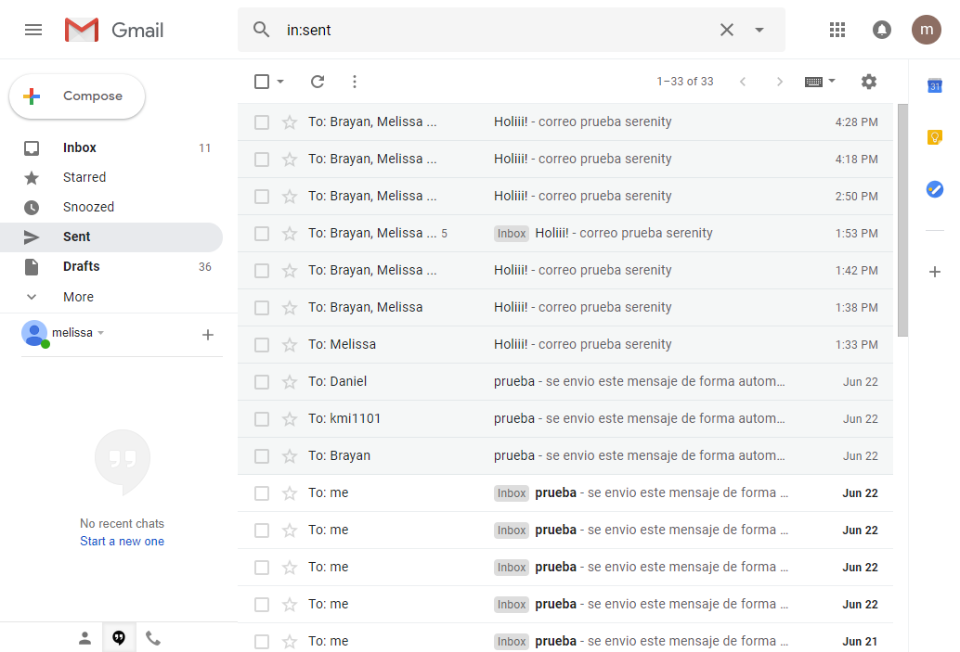 Gmail
in:sent
m
Compose
1–33 of 33
31
Inbox 11
Starred
Snoozed
Sent
Drafts 36
More
melissa
No recent chats
Start a new one
To: Brayan, Melissa ... Holiii! - correo prueba serenity 4:28 PM
To: Brayan, Melissa ... Holiii! - correo prueba serenity 4:18 PM
To: Brayan, Melissa ... Holiii! - correo prueba serenity 2:50 PM
To: Brayan, Melissa ... 5 Inbox Holiii! - correo prueba serenity 1:53 PM
To: Brayan, Melissa ... Holiii! - correo prueba serenity 1:42 PM
To: Brayan, Melissa Holiii! - correo prueba serenity 1:38 PM
To: Melissa Holiii! - correo prueba serenity 1:33 PM
To: Daniel prueba - se envio este mensaje de forma autom... Jun 22
To: kmi1101 prueba - se envio este mensaje de forma autom... Jun 22
To: Brayan prueba - se envio este mensaje de forma autom... Jun 22
To: me Inbox prueba - se envio este mensaje de forma ... Jun 22
To: me Inbox prueba - se envio este mensaje de forma ... Jun 22
To: me Inbox prueba - se envio este mensaje de forma ... Jun 22
To: me Inbox prueba - se envio este mensaje de forma ... Jun 22
To: me Inbox prueba - se envio este mensaje de forma ... Jun 21